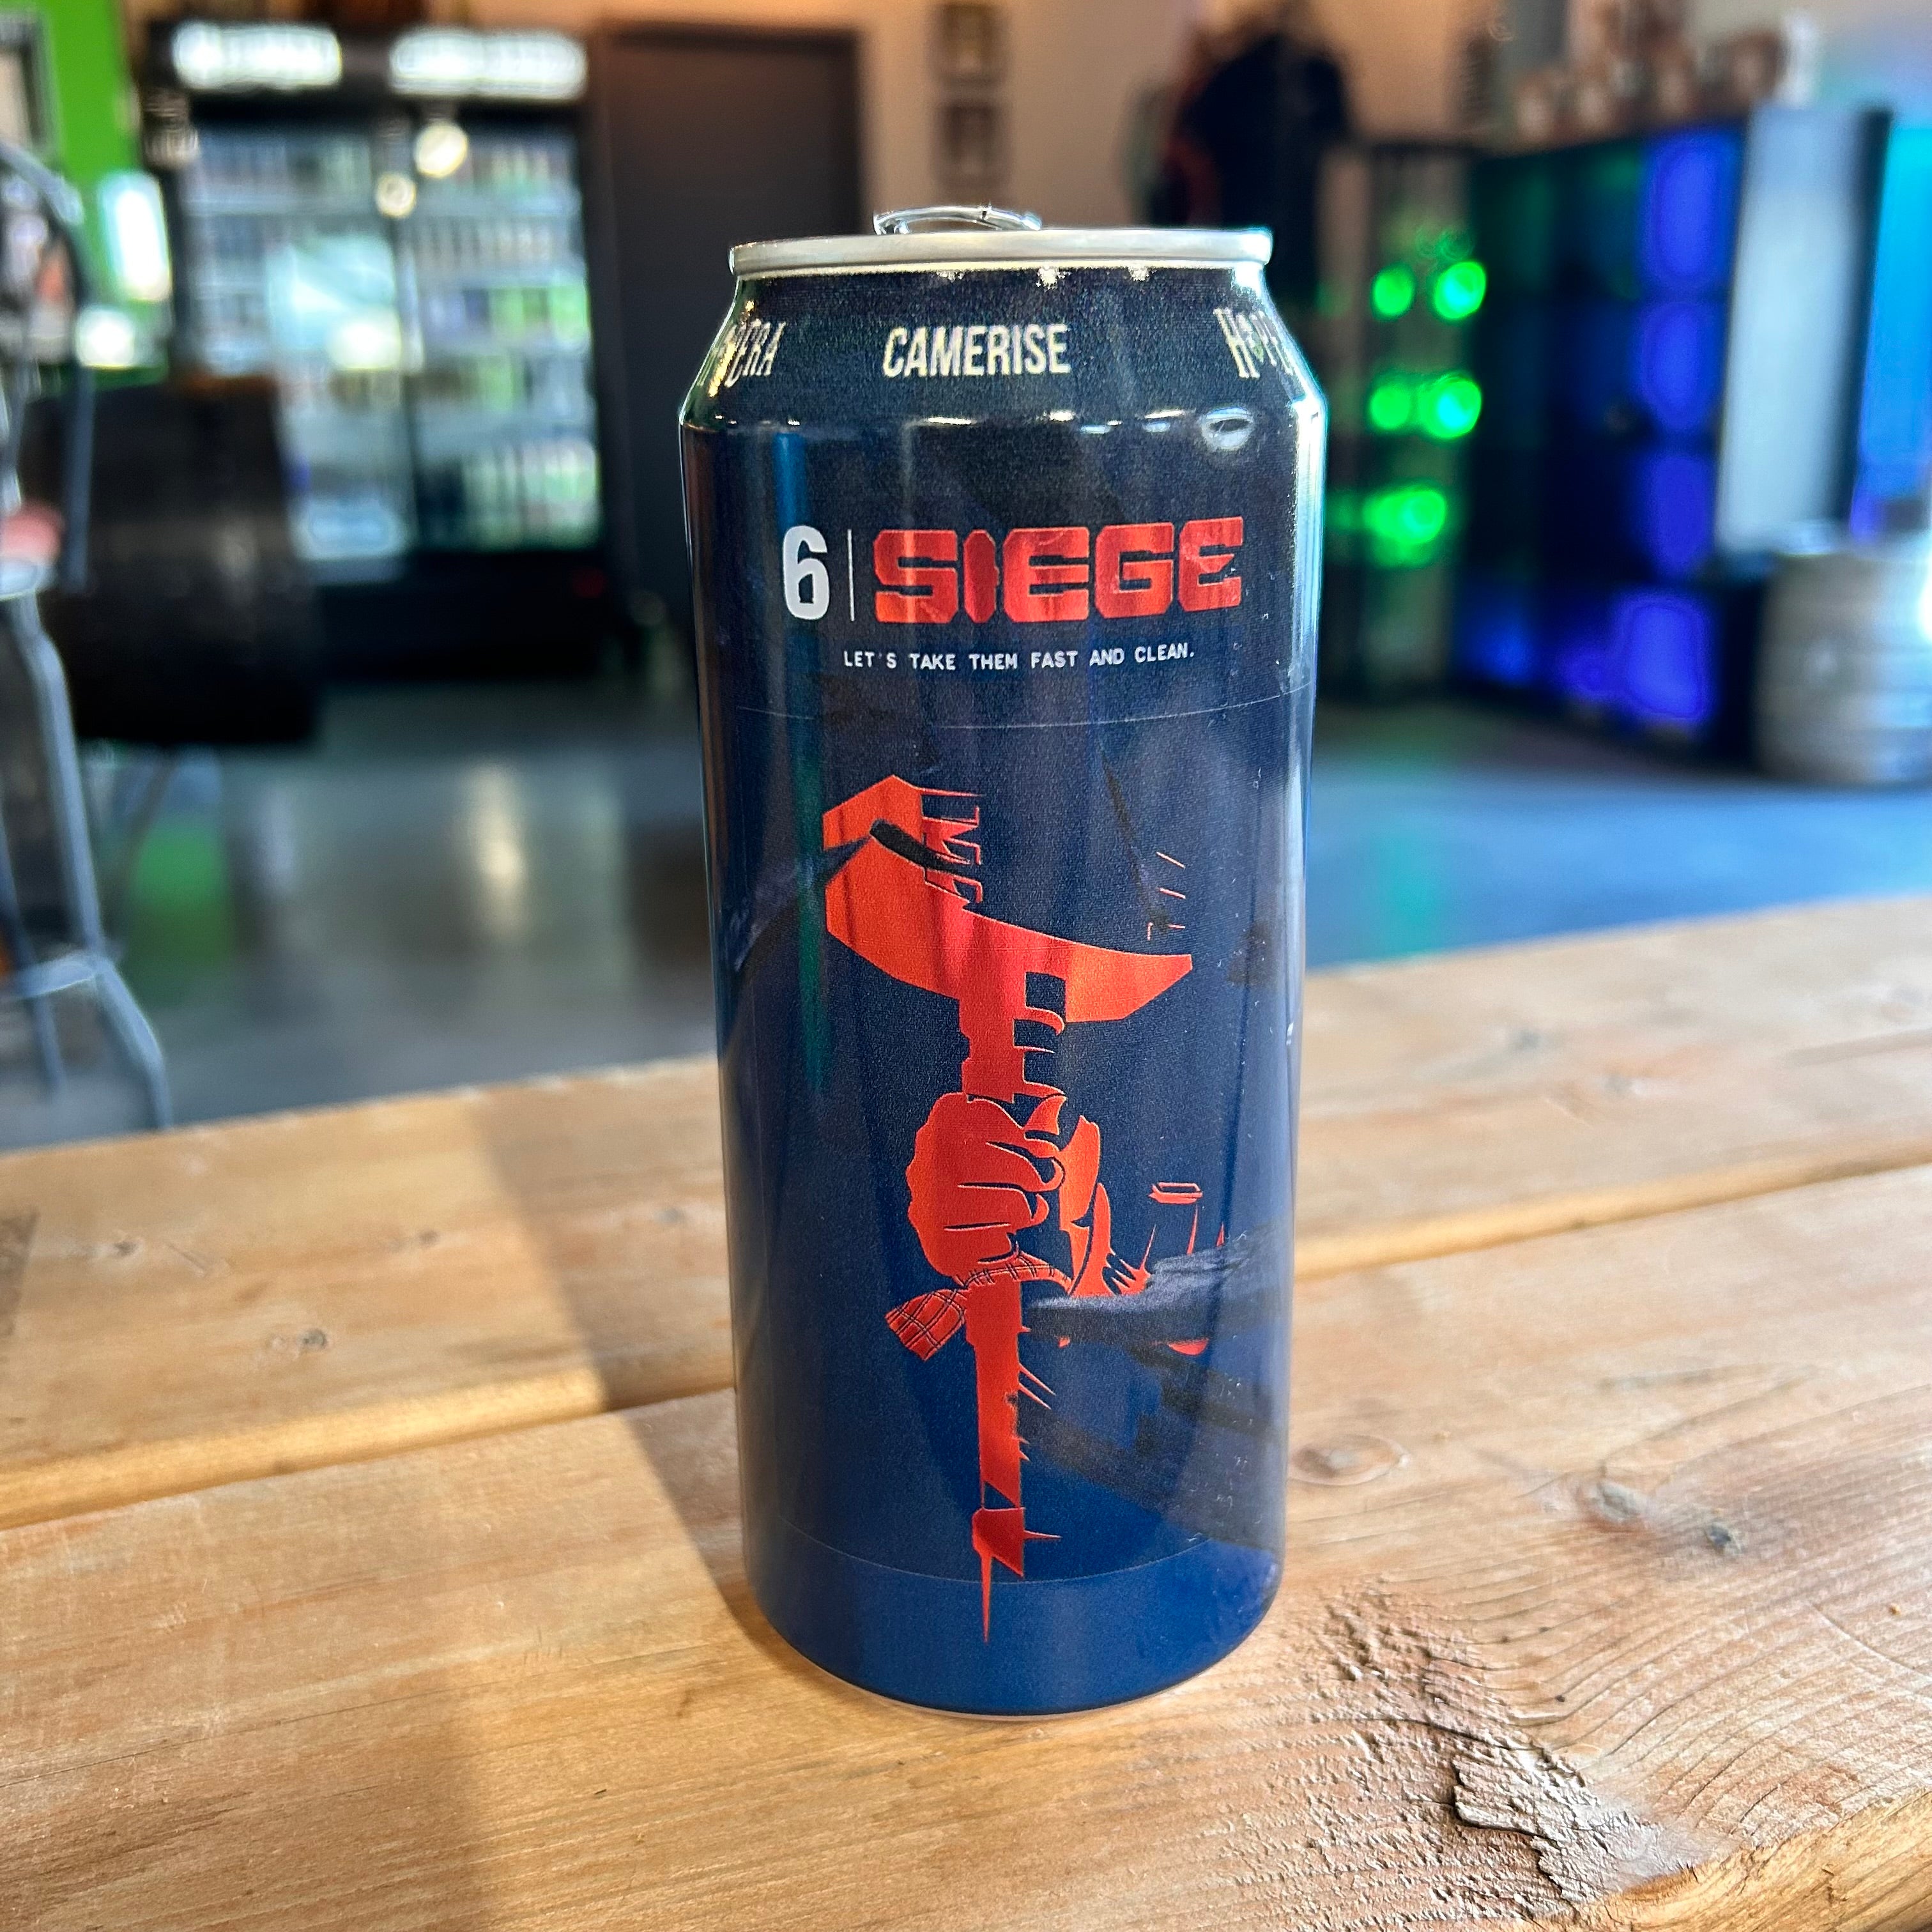 CAMERISE
6 | SIEGE
LET'S TAKE THEM FAST AND CLEAN.